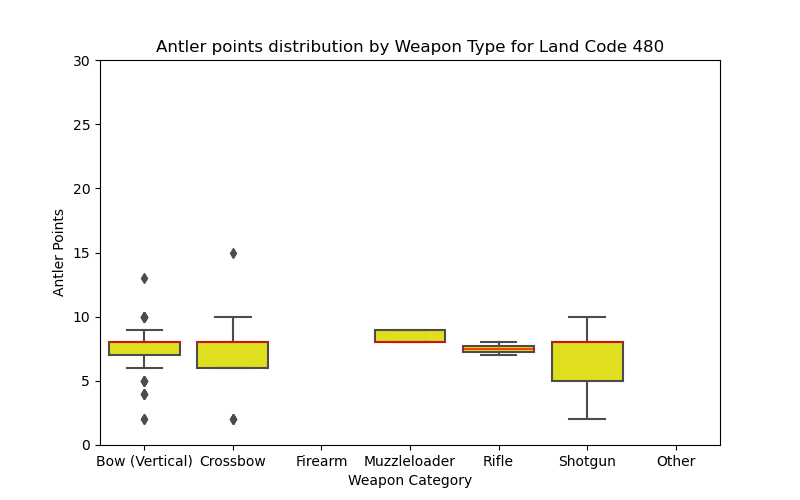 Antler points distribution by Weapon Type for Land Code 480
30
25
20
15
10
5
0
Antler Points
Bow (Vertical) Crossbow Firearm Muzzleloader Rifle Shotgun Other
Weapon Category